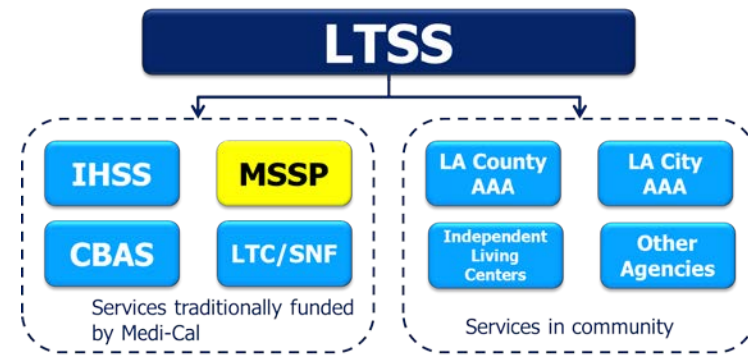 LTSS
IHSS
MSSP
CBAS
LTC/SNF
Services traditionally funded
by Medi-Cal
LA County
AAA
LA City
AAA
Independent
Living
Centers
Other
Agencies
Services in community